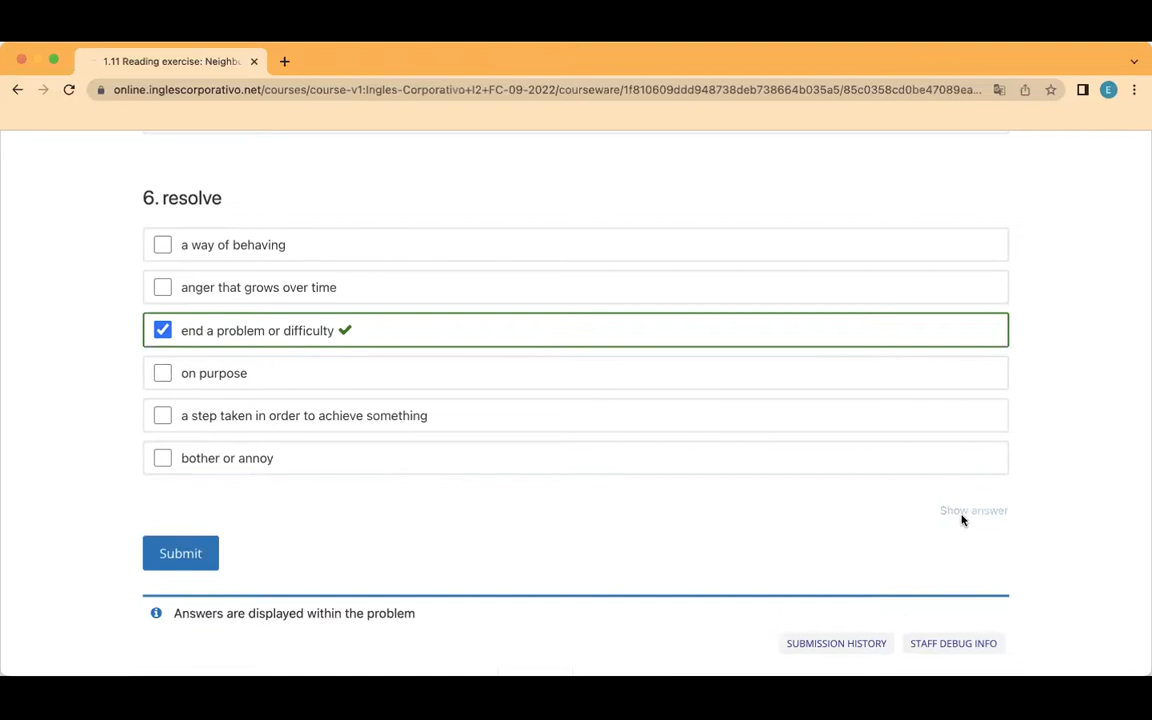 1.11 Reading exercise: Neighb
online.inglescorporativo.net/courses/course-v1:Ingles-Corporativo+I2+FC-09-2022/courseware/1f810609ddd948738deb738664b035a5/85c0358cd0be47089ea...
E
6. resolve
a way of behaving
anger that grows over time
end a problem or difficulty
on purpose
a step taken in order to achieve something
bother or annoy
Show answer
Submit
Answers are displayed within the problem
SUBMISSION HISTORY
STAFF DEBUG INFO